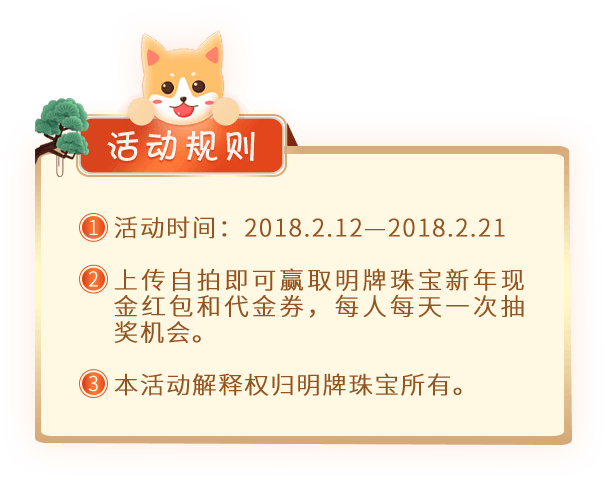 活动规则
1 活动时间：2018.2.12—2018.2.21
2 上传自拍即可赢取明牌珠宝新年现
金红包和代金券，每人每天一次抽
奖机会。
3 本活动解释权归明牌珠宝所有。